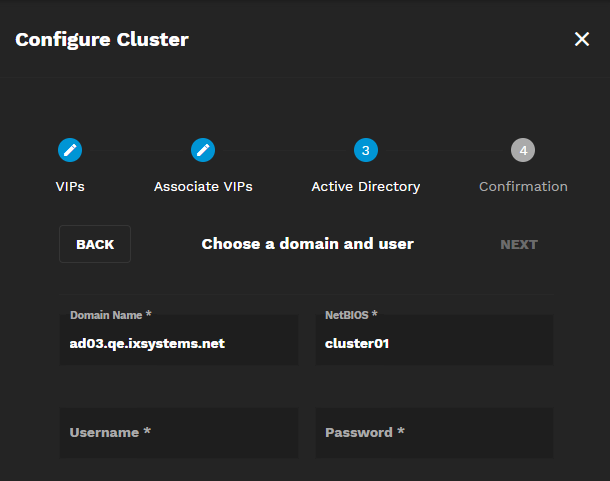 Configure Cluster
3
4
VIPs
Associate VIPs
Active Directory
Confirmation
BACK
Choose a domain and user
NEXT
Domain Name *
NetBIOS *
ad03.qe.ixsystems.net
cluster01
Username *
Password *